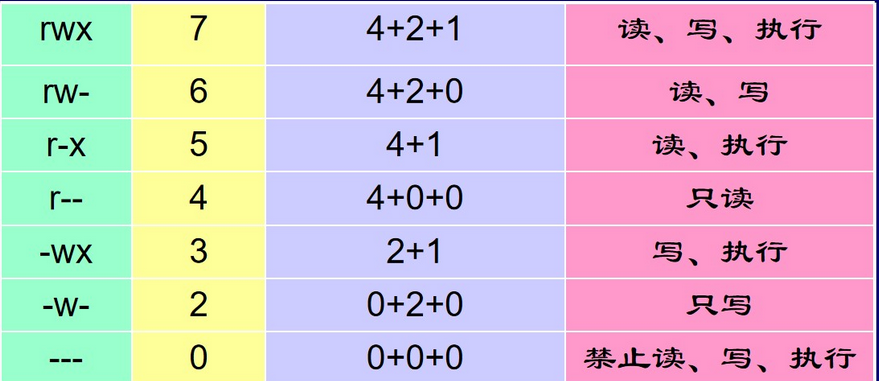 rwx 7 4+2+1 读、写、执行
rw- 6 4+2+0 读、写
r-x 5 4+1 读、执行
r-- 4 4+0+0 只读
-wx 3 2+1 写、执行
-w- 2 0+2+0 只写
--- 0 0+0+0 禁止读、写、执行